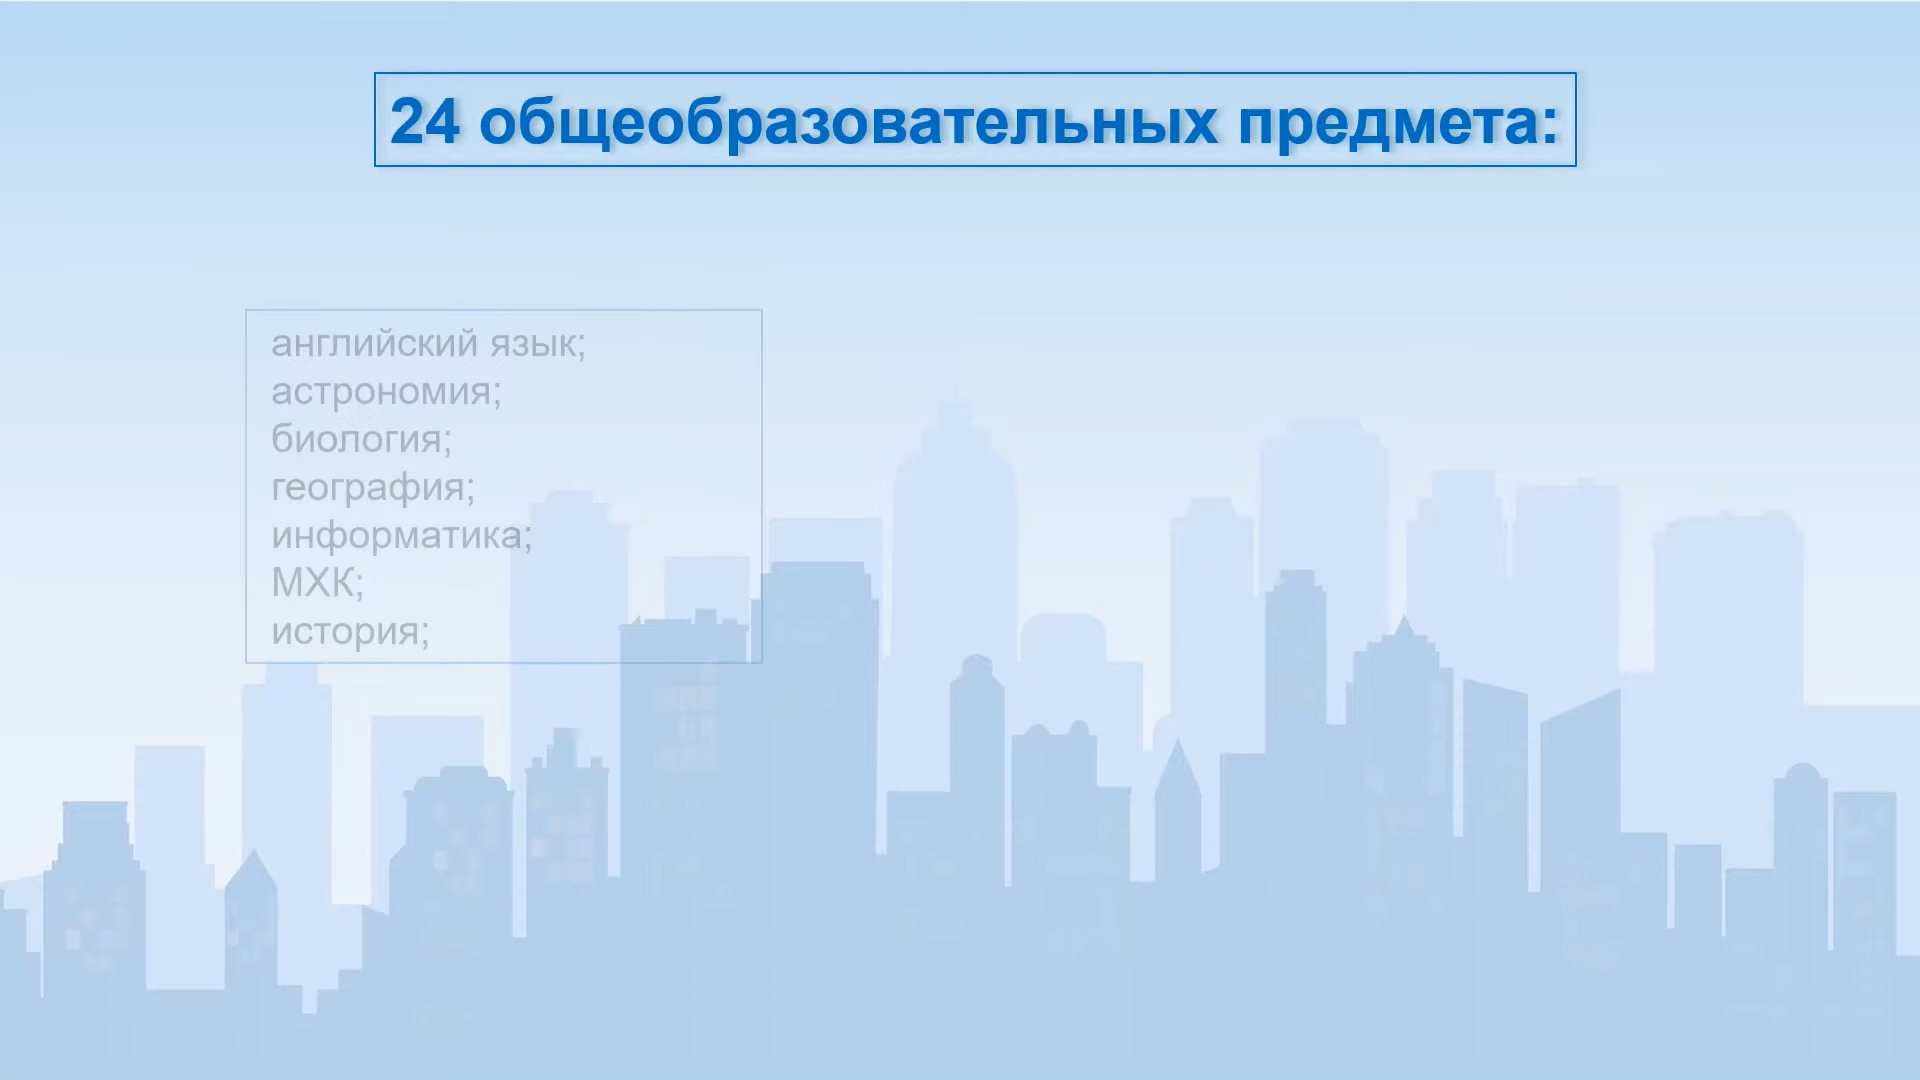 24 общеобразовательных предмета:
английский язык;
астрономия;
биология;
география;
информатика;
МХК;
история;